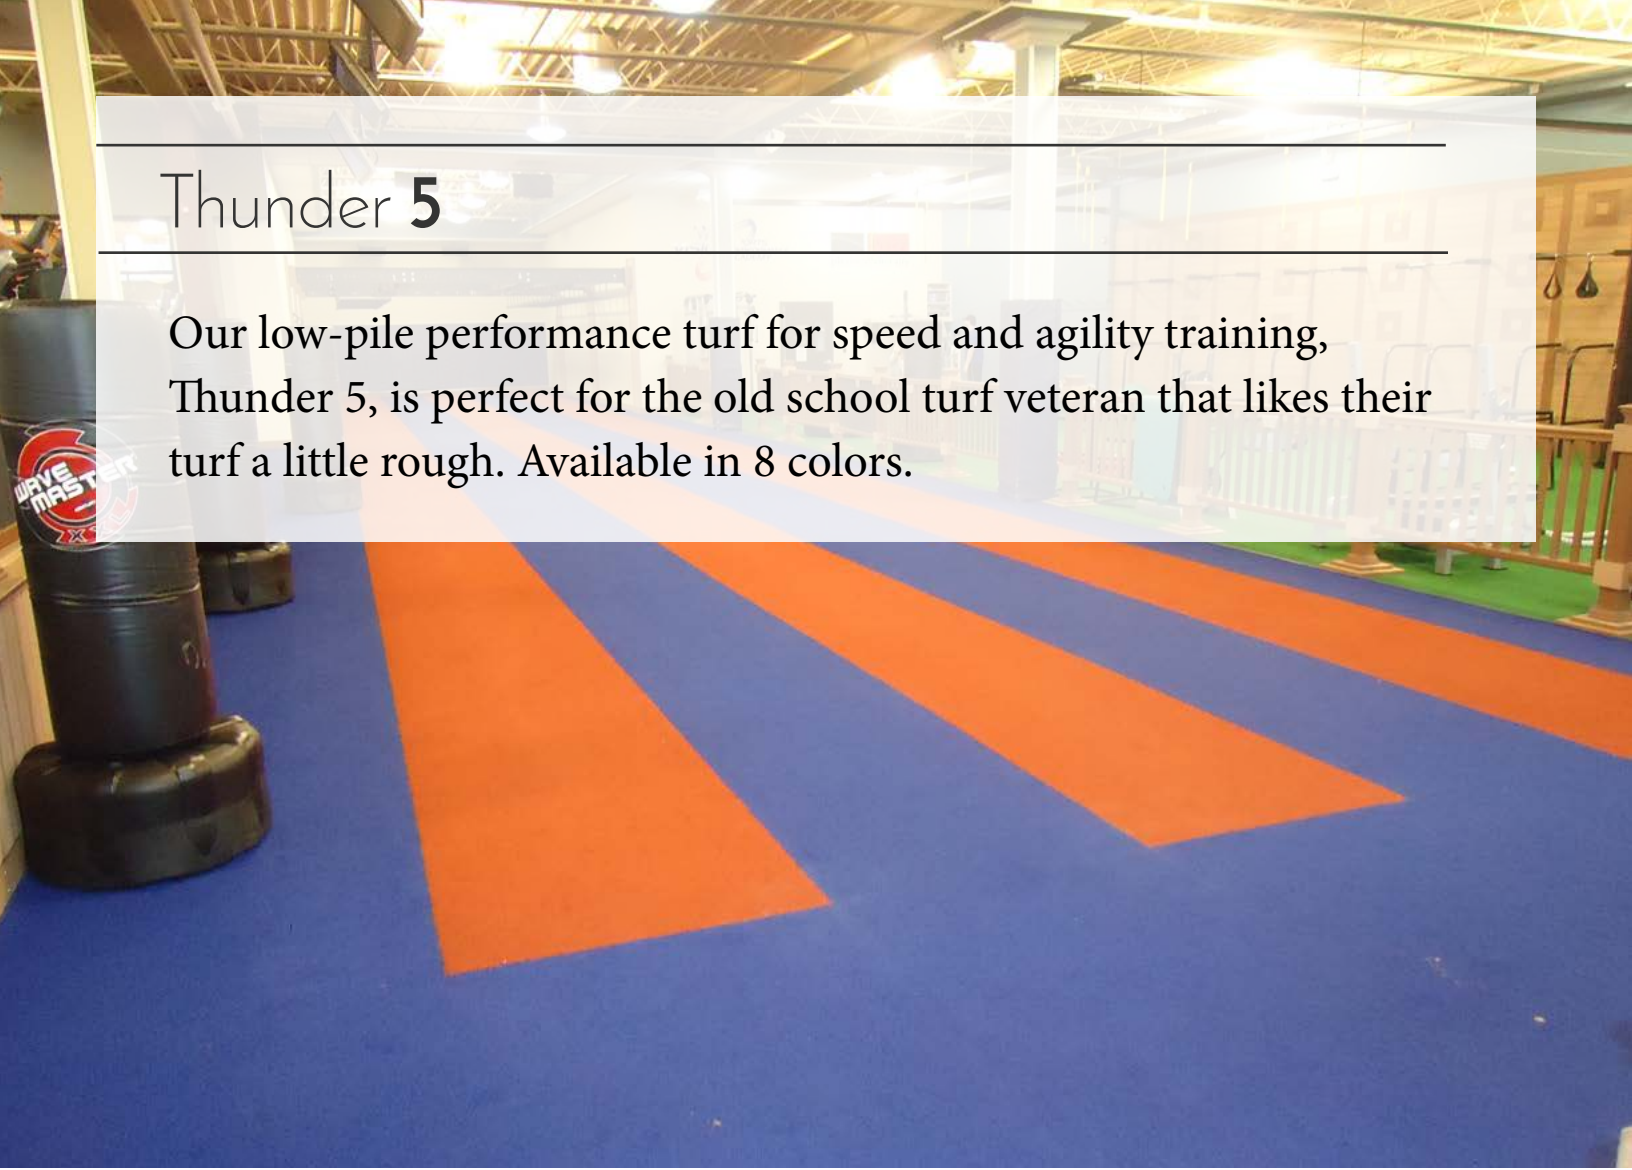 Thunder 5
Our low-pile performance turf for speed and agility training,
Thunder 5, is perfect for the old school turf veteran that likes their
turf a little rough. Available in 8 colors.
WAVE
MASTER
XXL